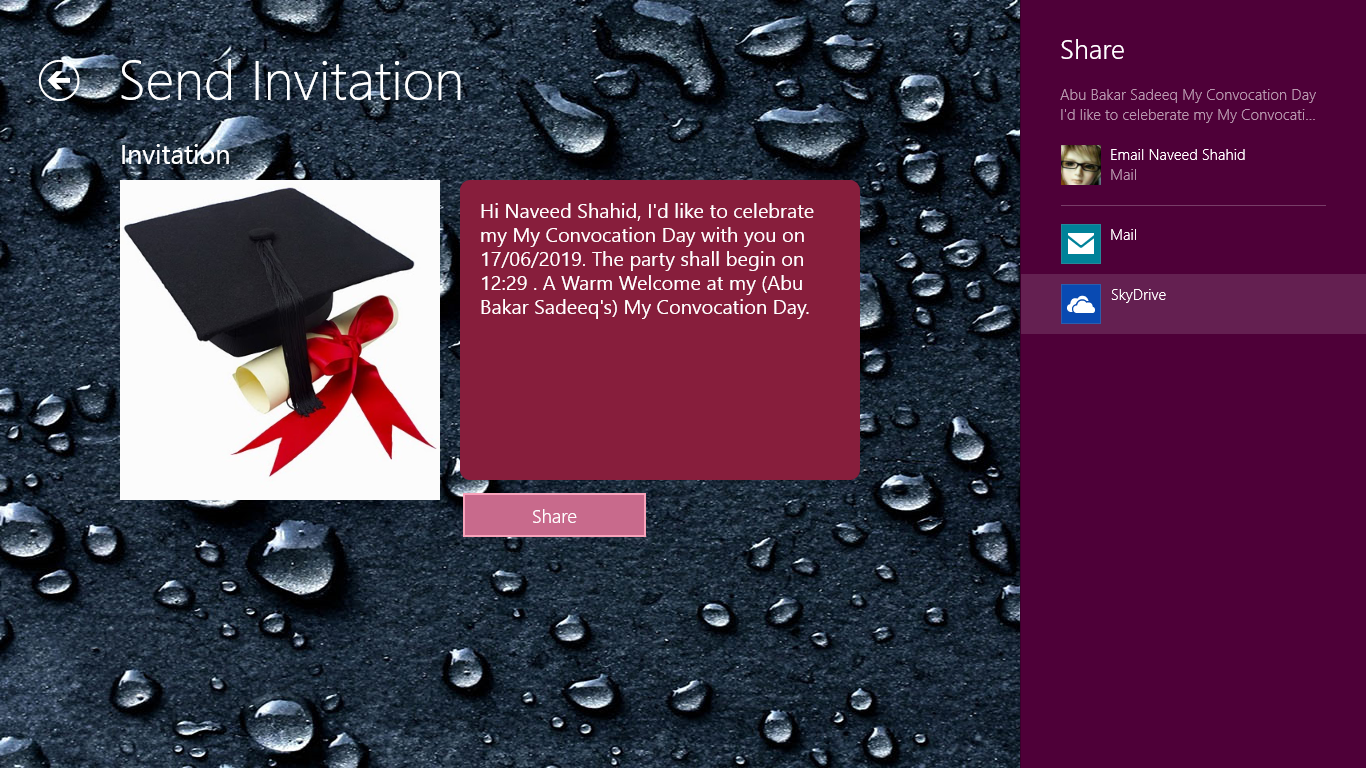 Send Invitation
Invitation
Hi Naveed Shahid, I'd like to celebrate
my My Convocation Day with you on
17/06/2019. The party shall begin on
12:29 . A Warm Welcome at my (Abu
Bakar Sadeeq's) My Convocation Day.
Share
Share
Abu Bakar Sadeeq My Convocation Day
I'd like to celeberate my My Convocati...
Email Naveed Shahid
Mail
Mail
SkyDrive